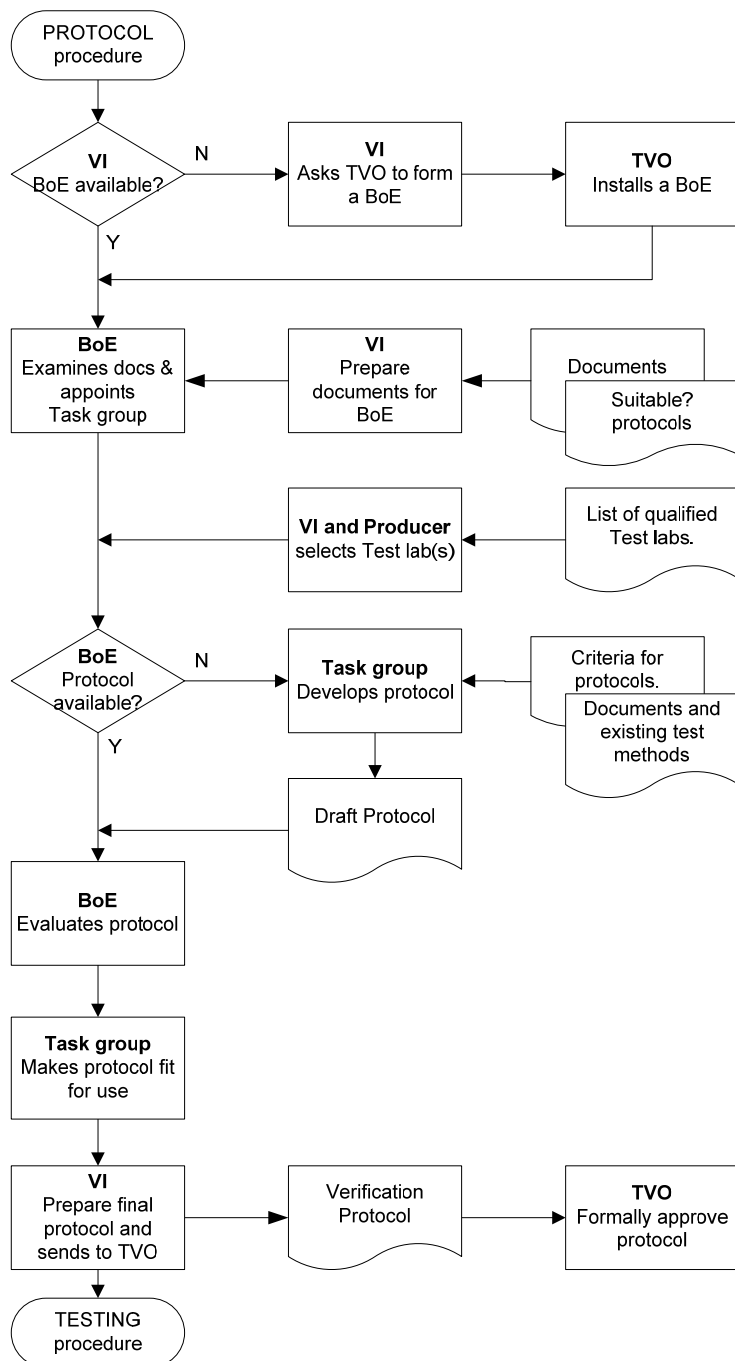 PROTOCOL
procedure
VI
BoE available?
N
Y
VI
Asks TVO to form
a BoE
TVO
Installs a BoE
BoE
Examines docs &
appoints
Task group
VI
Prepare
documents for
BoE
Documents
Suitable?
protocols
VI and Producer
selects Test lab(s)
List of qualified
Test labs.
BoE
Protocol
available?
N
Y
Task group
Develops protocol
Criteria for
protocols.
Documents and
existing test
methods
Draft Protocol
BoE
Evaluates protocol
Task group
Makes protocol fit
for use
VI
Prepare final
protocol and
sends to TVO
Verification
Protocol
TVO
Formally approve
protocol
TESTING
procedure